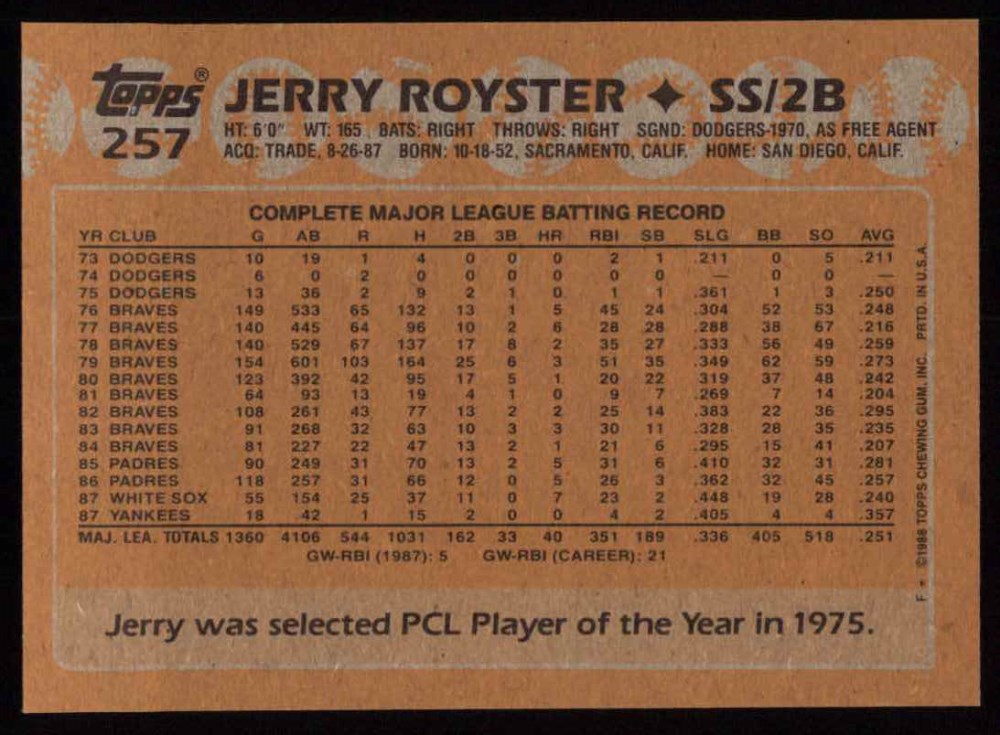 topps® JERRY ROYSTER ✦ SS/2B
257 HT: 6'0" WT: 165 BATS: RIGHT THROWS: RIGHT SGND: DODGERS-1970, AS FREE AGENT
ACQ: TRADE, 8-26-87 BORN: 10-18-52, SACRAMENTO, CALIF. HOME: SAN DIEGO, CALIF.
COMPLETE MAJOR LEAGUE BATTING RECORD
YR CLUB G AB R H 2B 3B HR RBI SB SLG BB SO AVG
73 DODGERS 10 19 1 4 0 0 0 2 1 .211 0 5 .211
74 DODGERS 6 0 2 0 0 0 0 0 0 — 0 0 —
75 DODGERS 13 36 2 9 2 1 0 1 1 .361 1 3 .250
76 BRAVES 149 533 65 132 13 1 5 45 24 .304 52 53 .248
77 BRAVES 140 445 64 96 10 2 6 28 28 .288 38 67 .216
78 BRAVES 140 529 67 137 17 8 2 35 27 .333 56 49 .259
79 BRAVES 154 601 103 164 25 6 3 51 35 .349 62 59 .273
80 BRAVES 123 392 42 95 17 5 1 20 22 .319 37 48 .242
81 BRAVES 64 93 13 19 4 1 0 9 7 .269 7 14 .204
82 BRAVES 108 261 43 77 13 2 2 25 14 .383 22 36 .295
83 BRAVES 91 268 32 63 10 3 3 30 11 .328 28 35 .235
84 BRAVES 81 227 22 47 13 2 1 21 6 .295 15 41 .207
85 PADRES 90 249 31 70 13 2 5 31 6 .410 32 31 .281
86 PADRES 118 257 31 66 12 0 5 26 3 .362 32 45 .257
87 WHITE SOX 55 154 25 37 11 0 7 23 2 .448 19 28 .240
87 YANKEES 18 42 1 15 2 0 0 4 2 .405 4 4 .357
MAJ. LEA. TOTALS 1360 4106 544 1031 162 33 40 351 189 .336 405 518 .251
GW-RBI (1987): 5 GW-RBI (CAREER): 21
Jerry was selected PCL Player of the Year in 1975.
F * ©1988 TOPPS CHEWING GUM, INC. PRTD. IN U.S.A.